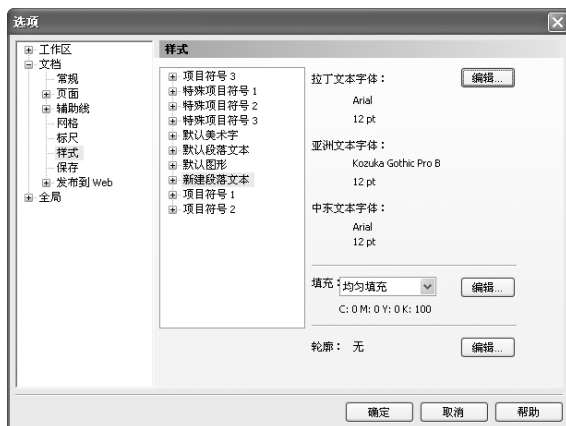 选项
工作区
文档
常规
页面
辅助线
网格
标尺
样式
保存
发布到 Web
全局
样式
项目符号 3
特殊项目符号 1
特殊项目符号 2
特殊项目符号 3
默认美术字
默认段落文本
默认图形
新建段落文本
项目符号 1
项目符号 2
拉丁文本字体： 编辑...
Arial
12 pt
亚洲文本字体：
Kozuka Gothic Pro B
12 pt
中东文本字体：
Arial
12 pt
填充： 均匀填充 编辑...
C: 0 M: 0 Y: 0 K: 100
轮廓： 无 编辑...
确定 取消 帮助